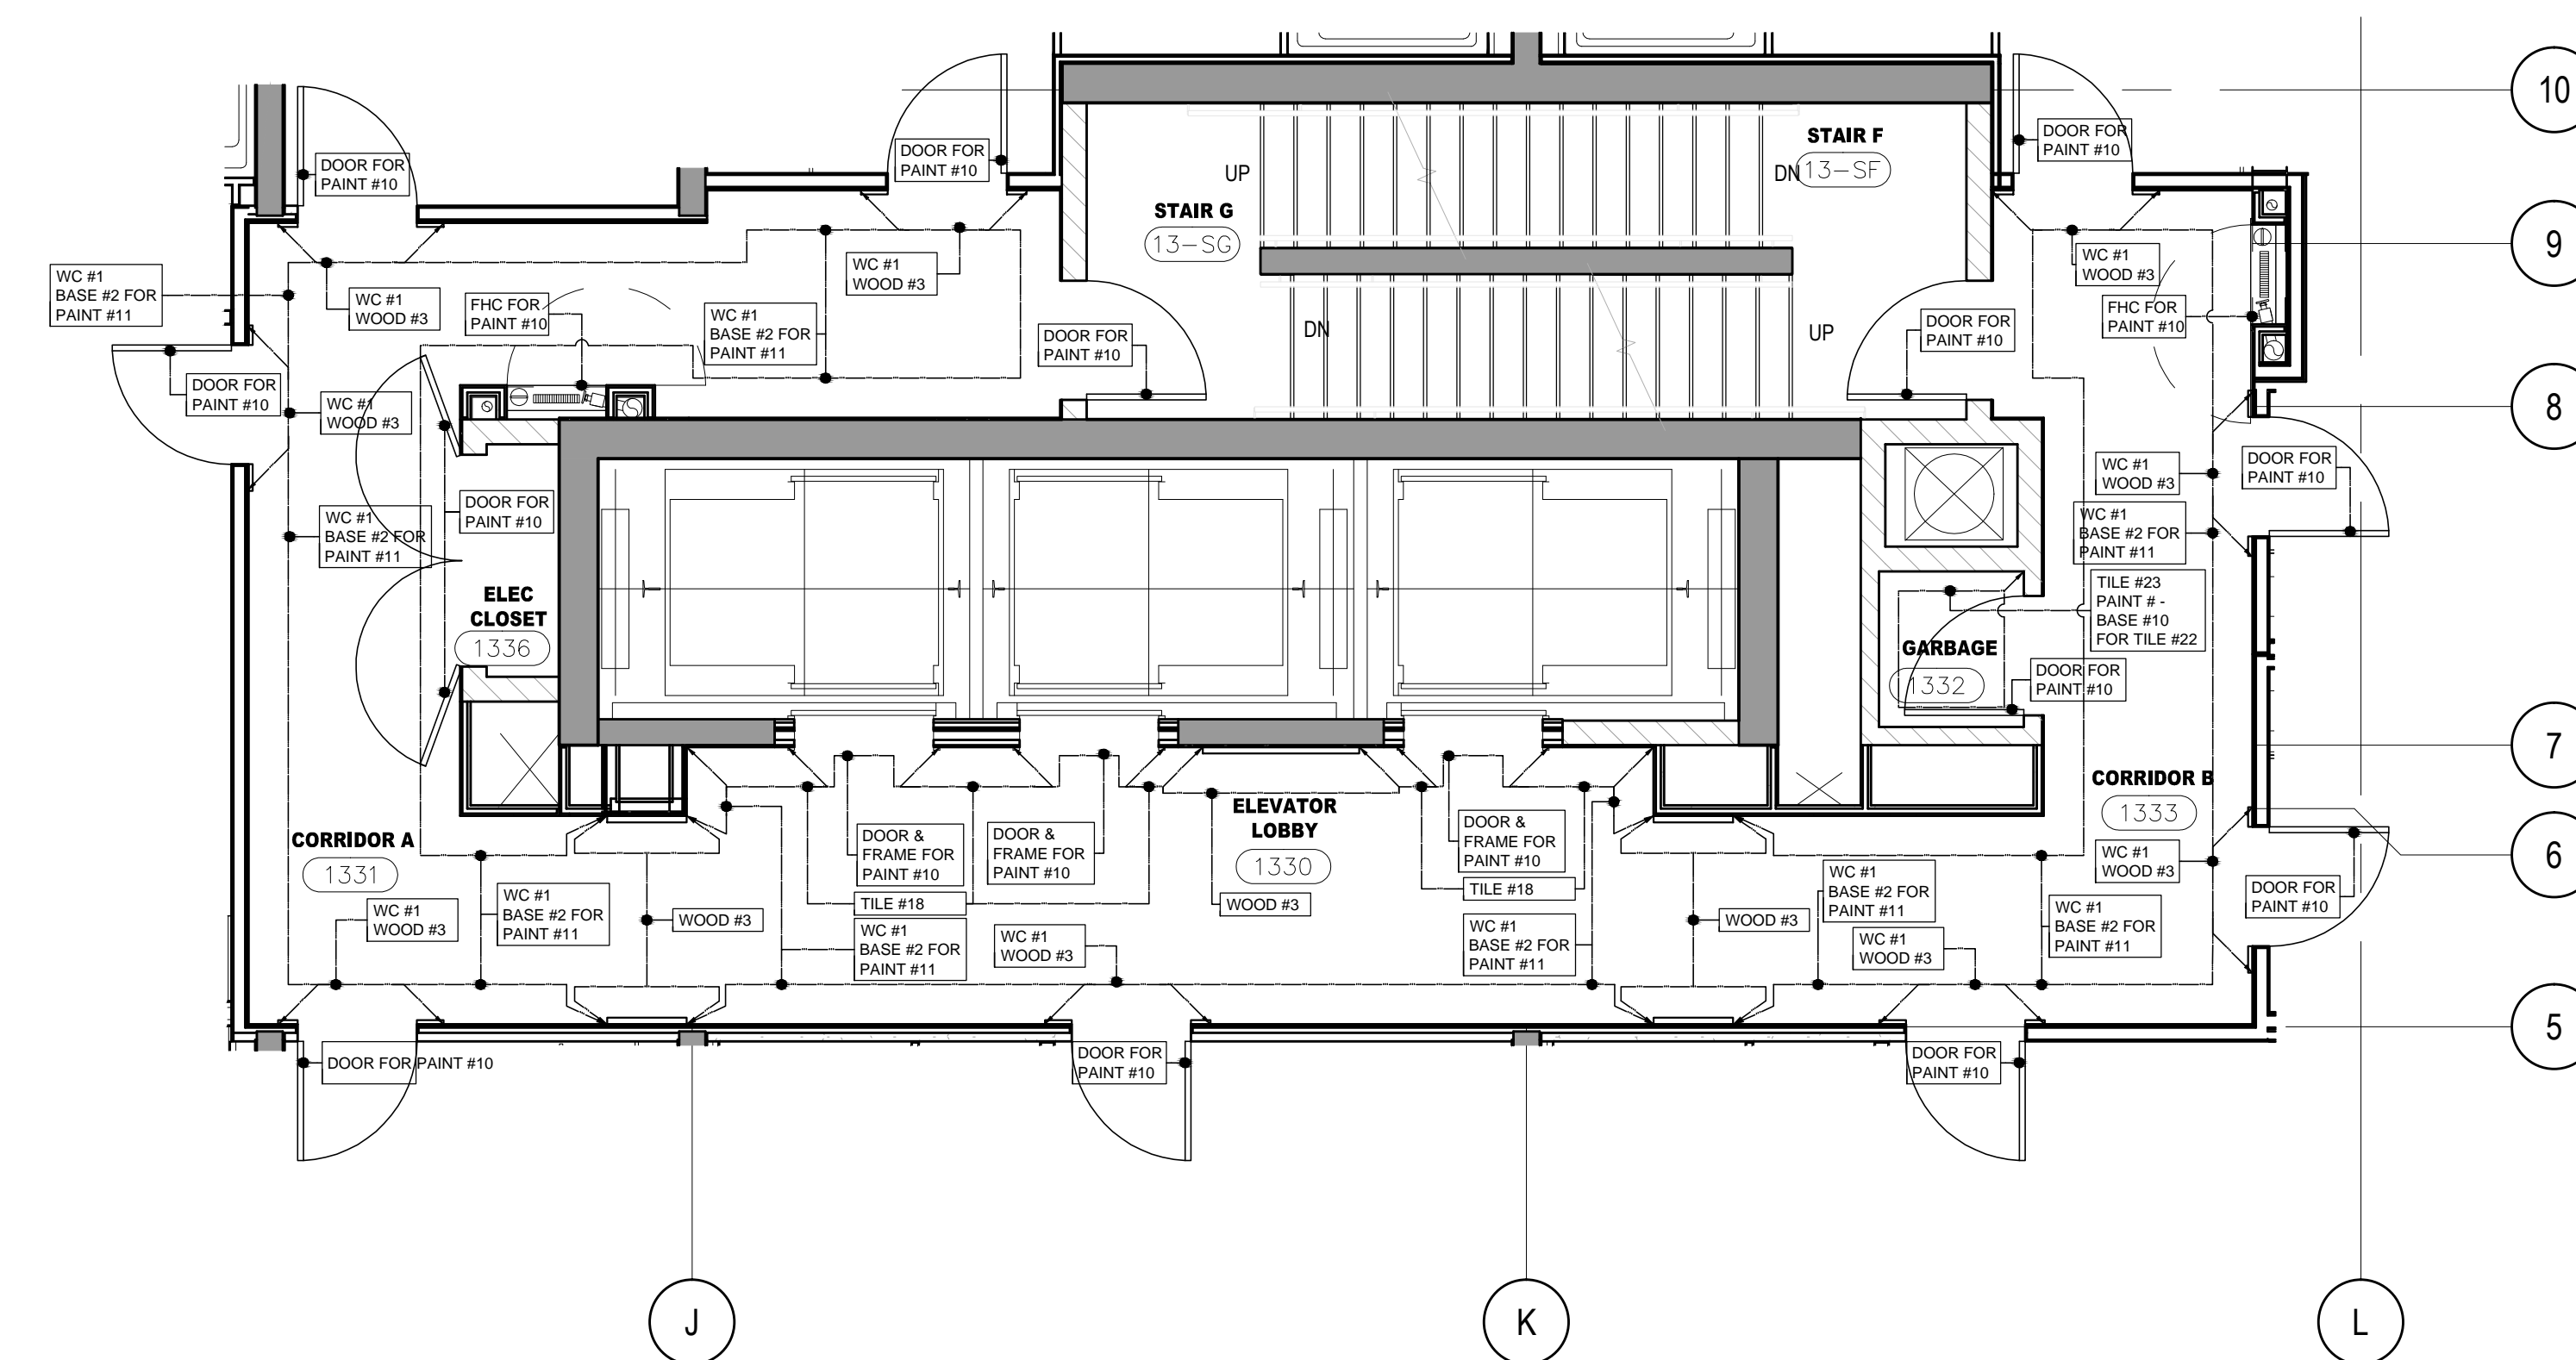 10
DOOR FOR
PAINT #10
DOOR FOR
PAINT #10
DOOR FOR
PAINT #10
STAIR F
13-SF
UP
DN
STAIR G
13-SG
9
WC #1
BASE #2 FOR
PAINT #11
WC #1
WOOD #3
FHC FOR
PAINT #10
WC #1
BASE #2 FOR
PAINT #11
WC #1
WOOD #3
DOOR FOR
PAINT #10
DN
UP
DOOR FOR
PAINT #10
WC #1
WOOD #3
FHC FOR
PAINT #10
8
DOOR FOR
PAINT #10
WC #1
WOOD #3
DOOR FOR
PAINT #10
WC #1
BASE #2 FOR
PAINT #11
WC #1
WOOD #3
DOOR FOR
PAINT #10
WC #1
BASE #2 FOR
PAINT #11
ELEC
CLOSET
1336
TILE #23
PAINT # -
BASE #10
FOR TILE #22
GARBAGE
1332
DOOR FOR
PAINT #10
7
CORRIDOR B
1333
ELEVATOR
LOBBY
1330
CORRIDOR A
1331
DOOR &
FRAME FOR
PAINT #10
DOOR &
FRAME FOR
PAINT #10
DOOR &
FRAME FOR
PAINT #10
6
WC #1
WOOD #3
DOOR FOR
PAINT #10
WC #1
WOOD #3
WC #1
BASE #2 FOR
PAINT #11
WOOD #3
TILE #18
WC #1
BASE #2 FOR
PAINT #11
WC #1
WOOD #3
WOOD #3
TILE #18
WC #1
BASE #2 FOR
PAINT #11
WOOD #3
WC #1
BASE #2 FOR
PAINT #11
WC #1
WOOD #3
WC #1
BASE #2 FOR
PAINT #11
5
DOOR FOR PAINT #10
DOOR FOR
PAINT #10
DOOR FOR
PAINT #10
J
K
L